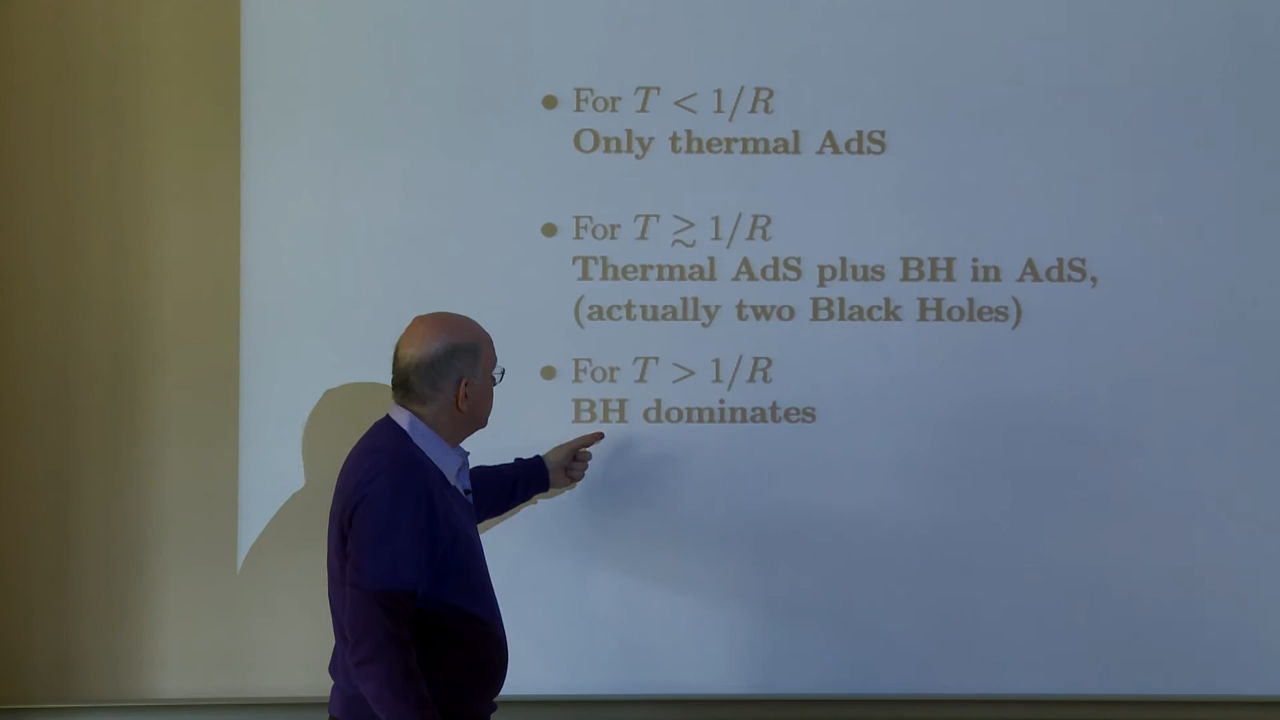 • For T < 1/R
Only thermal AdS
• For T ≳ 1/R
Thermal AdS plus BH in AdS,
(actually two Black Holes)
• For T > 1/R
BH dominates